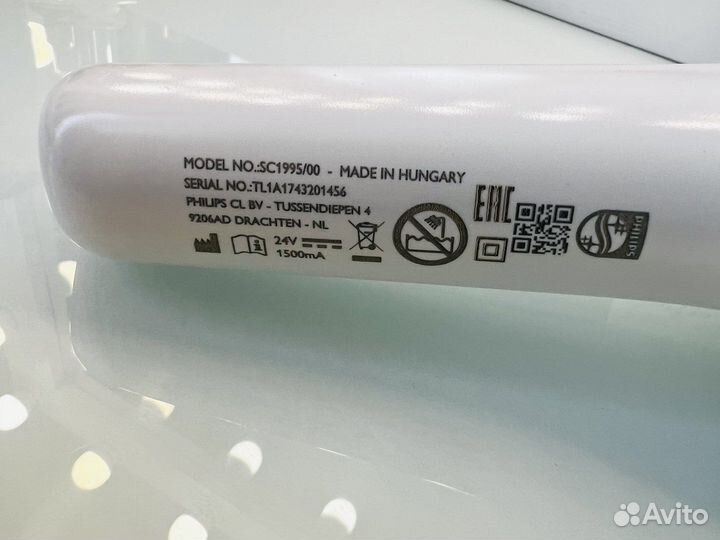 MODEL NO.:SC1995/00 - MADE IN HUNGARY
SERIAL NO.:TL1A1743201456
PHILIPS CL BV - TUSSENDIEPEN 4
9206AD DRACHTEN - NL
24V
1500mA
EAC
PHILIPS
Avito